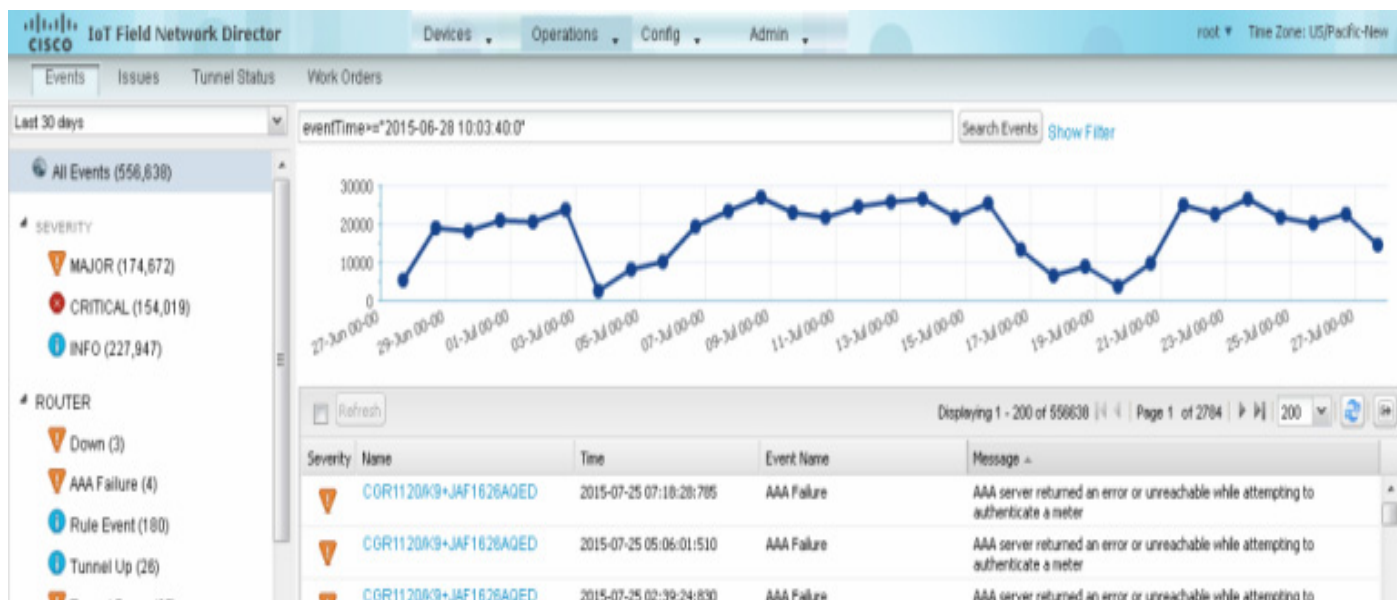 CISCO IoT Field Network Director Devices Operations Config Admin root Time Zone: US/Pacific-New
Events Issues Tunnel Status Work Orders
Last 30 days
eventTime>="2015-06-28 10:03:40:0" Search Events Show Filter
All Events (556,638)
SEVERITY
MAJOR (174,672)
CRITICAL (154,019)
INFO (227,947)
ROUTER
Down (3)
AAA Failure (4)
Rule Event (180)
Tunnel Up (26)
30000
20000
10000
0
27-Jun 00-00 29-Jun 00-00 01-Jul 00-00 03-Jul 00-00 05-Jul 00-00 07-Jul 00-00 09-Jul 00-00 11-Jul 00-00 13-Jul 00-00 15-Jul 00-00 17-Jul 00-00 19-Jul 00-00 21-Jul 00-00 23-Jul 00-00 25-Jul 00-00 27-Jul 00-00
Refresh Displaying 1 - 200 of 556638 Page 1 of 2784 200
Severity Name Time Event Name Message
CGR1120/K9+JAF1626AQED 2015-07-25 07:18:28:785 AAA Failure AAA server returned an error or unreachable while attempting to
authenticate a meter
CGR1120/K9+JAF1626AQED 2015-07-25 05:06:01:510 AAA Failure AAA server returned an error or unreachable while attempting to
authenticate a meter
CGR1120/K9+JAF1626AQED 2015-07-25 02:39:24:830 AAA Failure AAA server returned an error or unreachable while attempting to